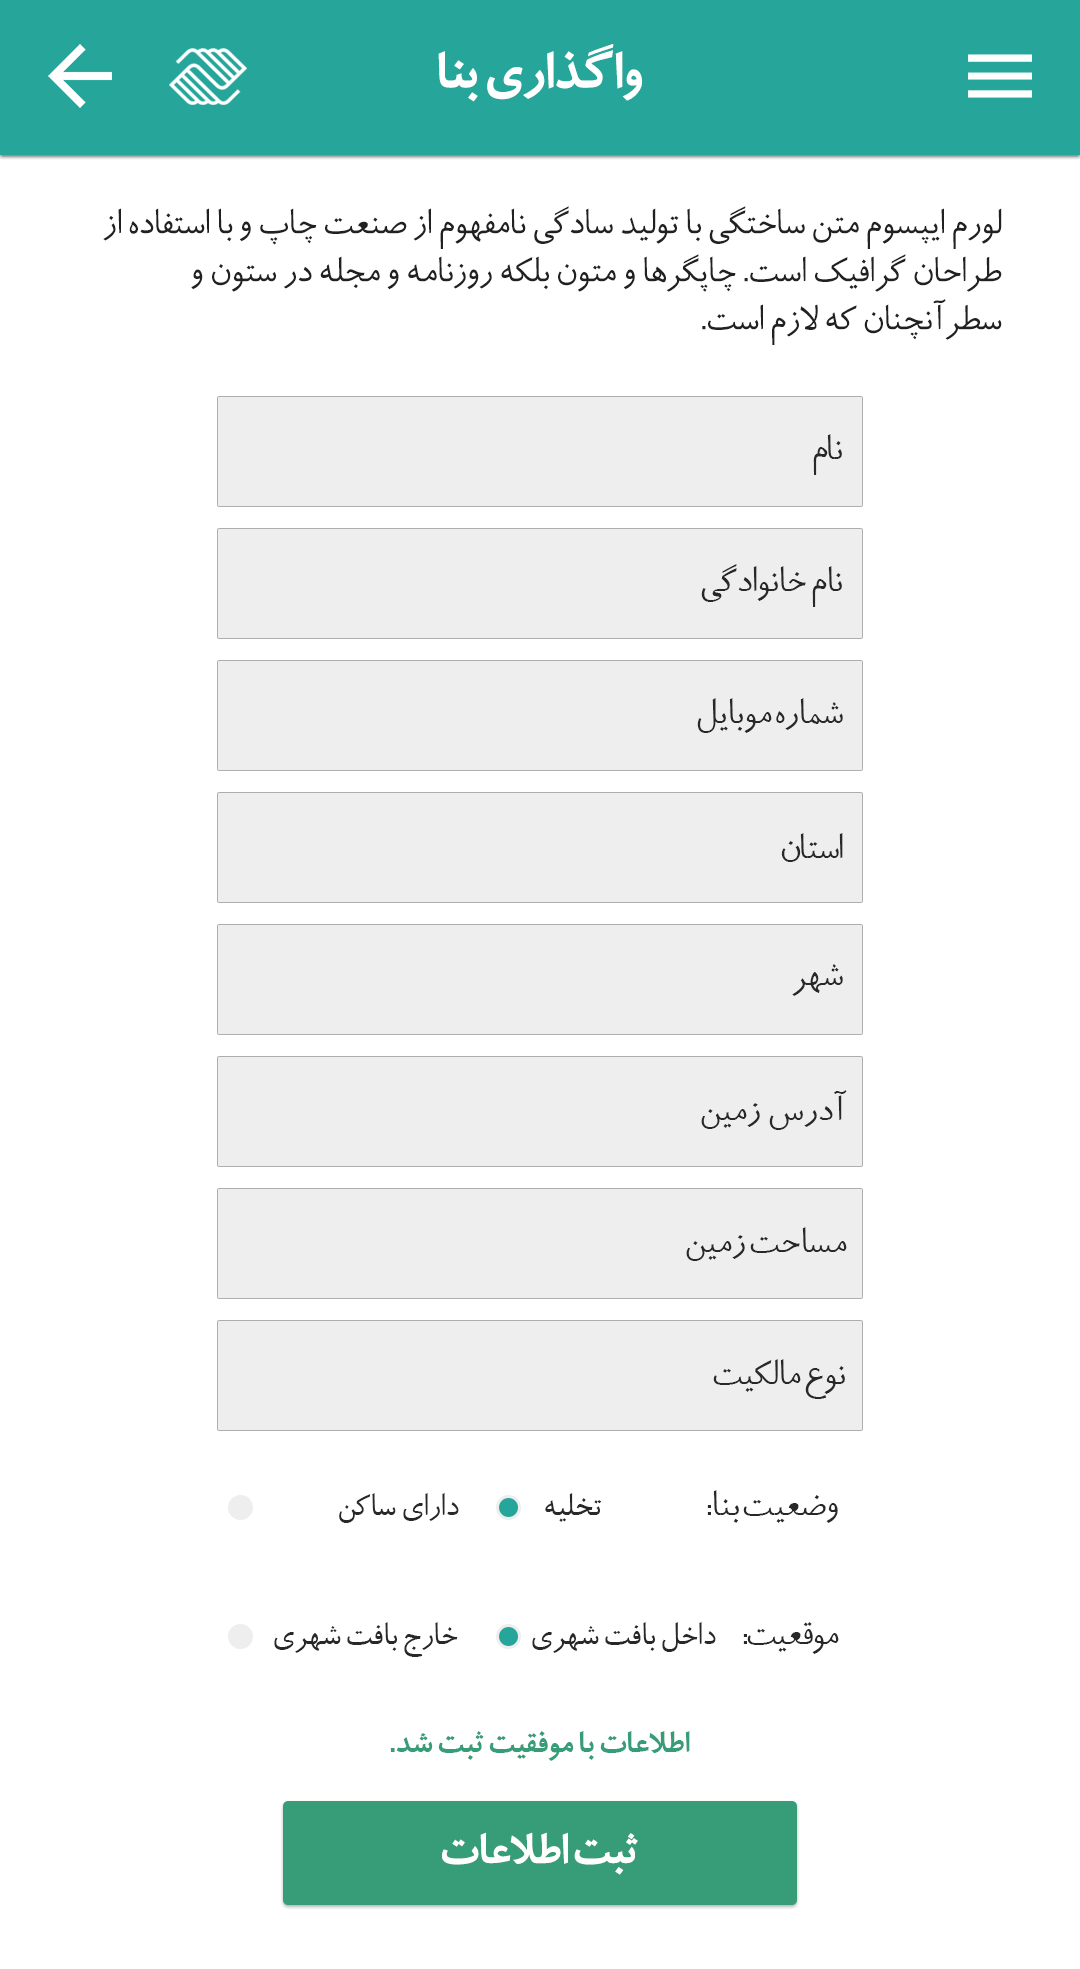 واگذاری بنا
لورم ایپسوم متن ساختگی با تولید سادگی نامفهوم از صنعت چاپ و با استفاده از
طراحان گرافیک است. چاپگرها و متون بلکه روزنامه و مجله در ستون و
سطرآنچنان که لازم است.
نام
نام خانوادگی
شماره موبایل
استان
شهر
آدرس زمین
مساحت زمین
نوع مالکیت
وضعیت بنا: تخلیه دارای ساکن
موقعیت: داخل بافت شهری خارج بافت شهری
اطلاعات با موفقیت ثبت شد.
ثبت اطلاعات